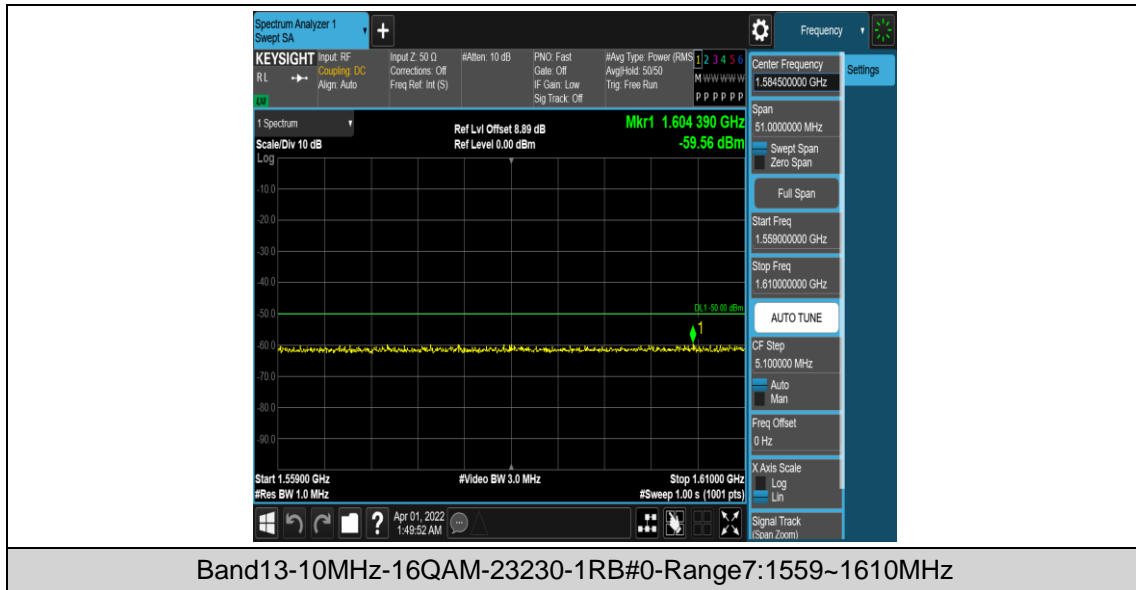 Spectrum Analyzer 1
Swept SA
+
Frequency
KEYSIGHT
RL
LXI
Input: RF
Coupling: DC
Align: Auto
Input Z: 50 Ω
Corrections: Off
Freq Ref: Int (S)
#Atten: 10 dB
PNO: Fast
Gate: Off
IF Gain: Low
Sig Track: Off
#Avg Type: Power (RMS
Avg|Hold: 50/50
Trig: Free Run
1 2 3 4 5 6
M W W W W W
P P P P P P
1 Spectrum
Scale/Div 10 dB
Ref Lvl Offset 8.89 dB
Ref Level 0.00 dBm
Mkr1 1.604 390 GHz
-59.56 dBm
Log
-10.0
-20.0
-30.0
-40.0
-50.0
DL1 -50.00 dBm
1
-60.0
-70.0
-80.0
-90.0
Start 1.55900 GHz
#Res BW 1.0 MHz
#Video BW 3.0 MHz
Stop 1.61000 GHz
#Sweep 1.00 s (1001 pts)
Center Frequency
1.584500000 GHz
Settings
Span
51.0000000 MHz
Swept Span
Zero Span
Full Span
Start Freq
1.559000000 GHz
Stop Freq
1.610000000 GHz
AUTO TUNE
CF Step
5.100000 MHz
Auto
Man
Freq Offset
0 Hz
X Axis Scale
Log
Lin
Signal Track
(Span Zoom)
?
Apr 01, 2022
1:49:52 AM
Band13-10MHz-16QAM-23230-1RB#0-Range7:1559~1610MHz